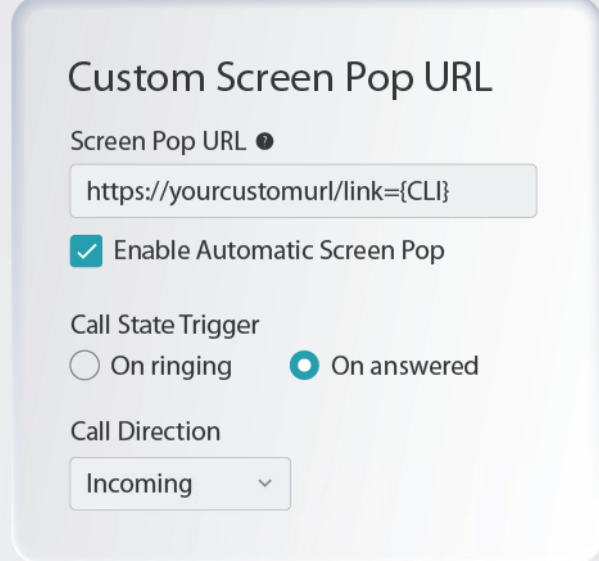 Custom Screen Pop URL
Screen Pop URL ?
https://yourcustomurl/link={CLI}
Enable Automatic Screen Pop
Call State Trigger
On ringing On answered
Call Direction
Incoming